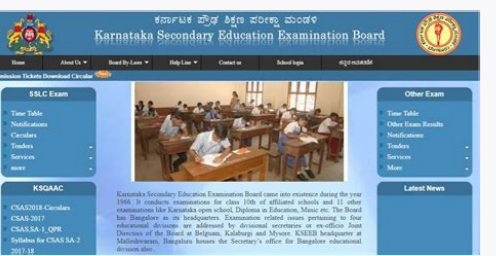 ಕರ್ನಾಟಕ ಪ್ರೌಢ ಶಿಕ್ಷಣ ಪರೀಕ್ಷಾ ಮಂಡಳಿ
Karnataka Secondary Education Examination Board
Home About Us Board By-Laws Help Line Contact us School login
mission Tickets Download Circular
SSLC Exam
Time Table
Notifications
Circulars
Tenders
Services
more
KSQAAC
CSAS2018-Circulars
CSAS-2017
CSAS,SA-1_QPR
Syllabus for CSAS SA-2
2017-18
Karnataka Secondary Education Examination Board came into existence during the year
1966. It conducts examinations for class 10th of affiliated schools and 11 other
examinations like Karnataka open school, Diploma in Education, Music etc. The Board
has Bangalore as its headquarters. Examination related issues pertaining to four
educational divisions are addressed by divisional secretaries or ex-officio Joint
Directors of the Board at Belgaum, Kalaburgi and Mysore. KSEEB headquarter at
Malleshwaram, Bangaluru houses the Secretary's office for Bangalore educational
division also.
Other Exam
Time Table
Other Exam Results
Notifications
Tenders
Services
More
Latest News